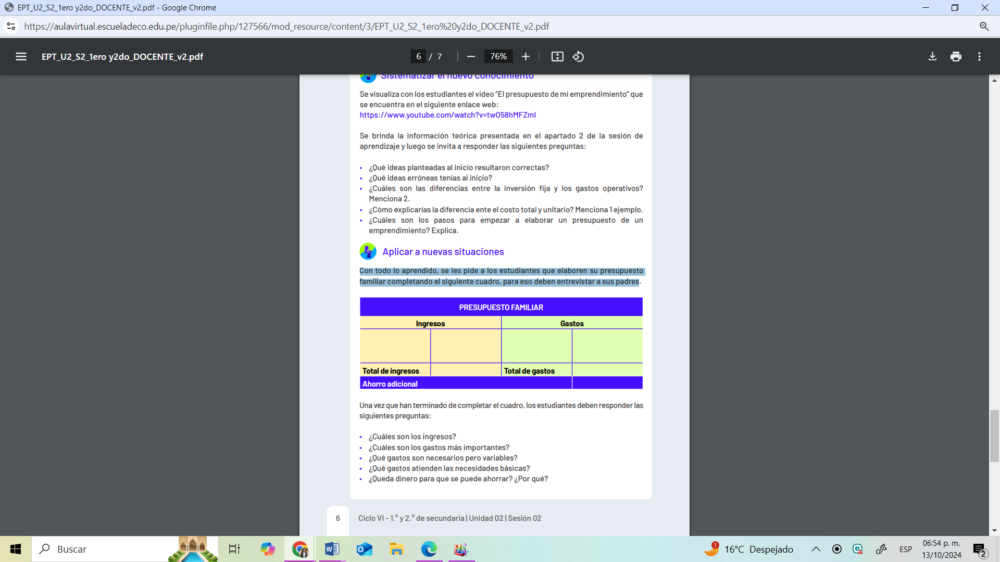 EPT_U2_S2_1ero y2do_DOCENTE_v2.pdf - Google Chrome
https://aulavirtual.escueladeco.edu.pe/pluginfile.php/127566/mod_resource/content/3/EPT_U2_S2_1ero%20y2do_DOCENTE_v2.pdf
EPT_U2_S2_1ero y2do_DOCENTE_v2.pdf
6 / 7
76%
Sistematizar el nuevo conocimiento
Se visualiza con los estudiantes el video “El presupuesto de mi emprendimiento” que
se encuentra en el siguiente enlace web:
https://www.youtube.com/watch?v=twO58hMFZmI
Se brinda la información teórica presentada en el apartado 2 de la sesión de
aprendizaje y luego se invita a responder las siguientes preguntas:
• ¿Qué ideas planteadas al inicio resultaron correctas?
• ¿Qué ideas erróneas tenías al inicio?
• ¿Cuáles son las diferencias entre la inversión fija y los gastos operativos?
Menciona 2.
• ¿Cómo explicarías la diferencia ente el costo total y unitario? Menciona 1 ejemplo.
• ¿Cuáles son los pasos para empezar a elaborar un presupuesto de un
emprendimiento? Explica.
Aplicar a nuevas situaciones
Con todo lo aprendido, se les pide a los estudiantes que elaboren su presupuesto
familiar completando el siguiente cuadro, para eso deben entrevistar a sus padres.
PRESUPUESTO FAMILIAR
Ingresos Gastos
Total de ingresos Total de gastos
Ahorro adicional
Una vez que han terminado de completar el cuadro, los estudiantes deben responder las
siguientes preguntas:
• ¿Cuáles son los ingresos?
• ¿Cuáles son los gastos más importantes?
• ¿Qué gastos son necesarios pero variables?
• ¿Qué gastos atienden las necesidades básicas?
• ¿Queda dinero para que se puede ahorrar? ¿Por qué?
6 Ciclo VI - 1.° y 2.° de secundaria | Unidad 02 | Sesión 02
Buscar
1
16°C Despejado
ESP
06:54 p. m.
13/10/2024
2